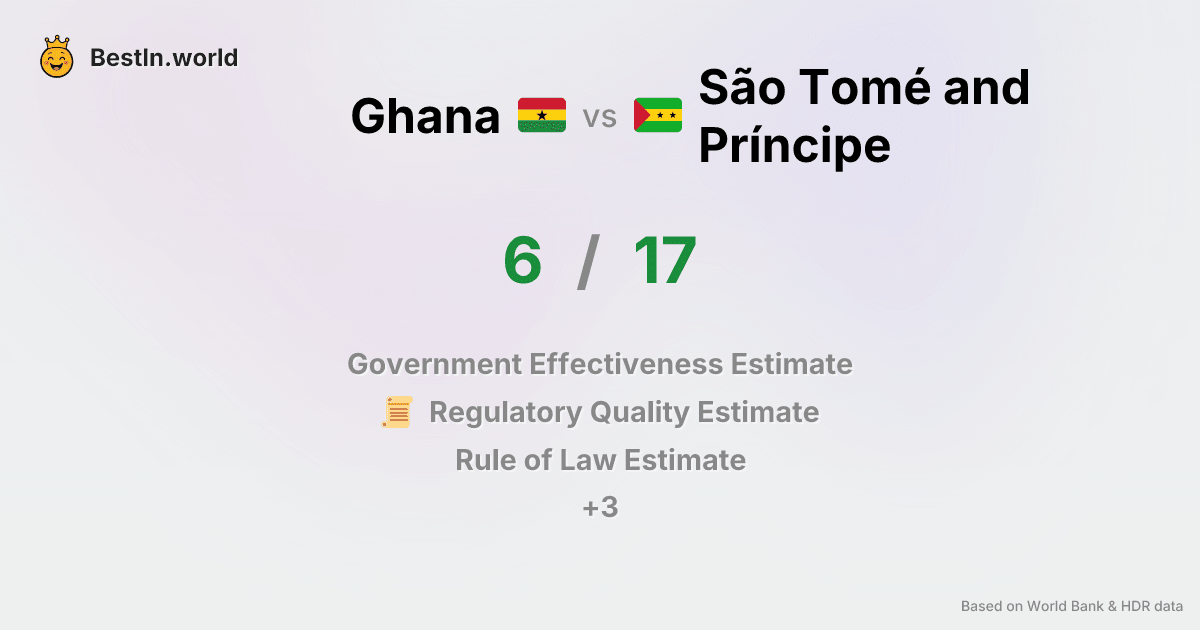 BestIn.world
Ghana vs São Tomé and
Príncipe
6 / 17
Government Effectiveness Estimate
Regulatory Quality Estimate
Rule of Law Estimate
+3
Based on World Bank & HDR data